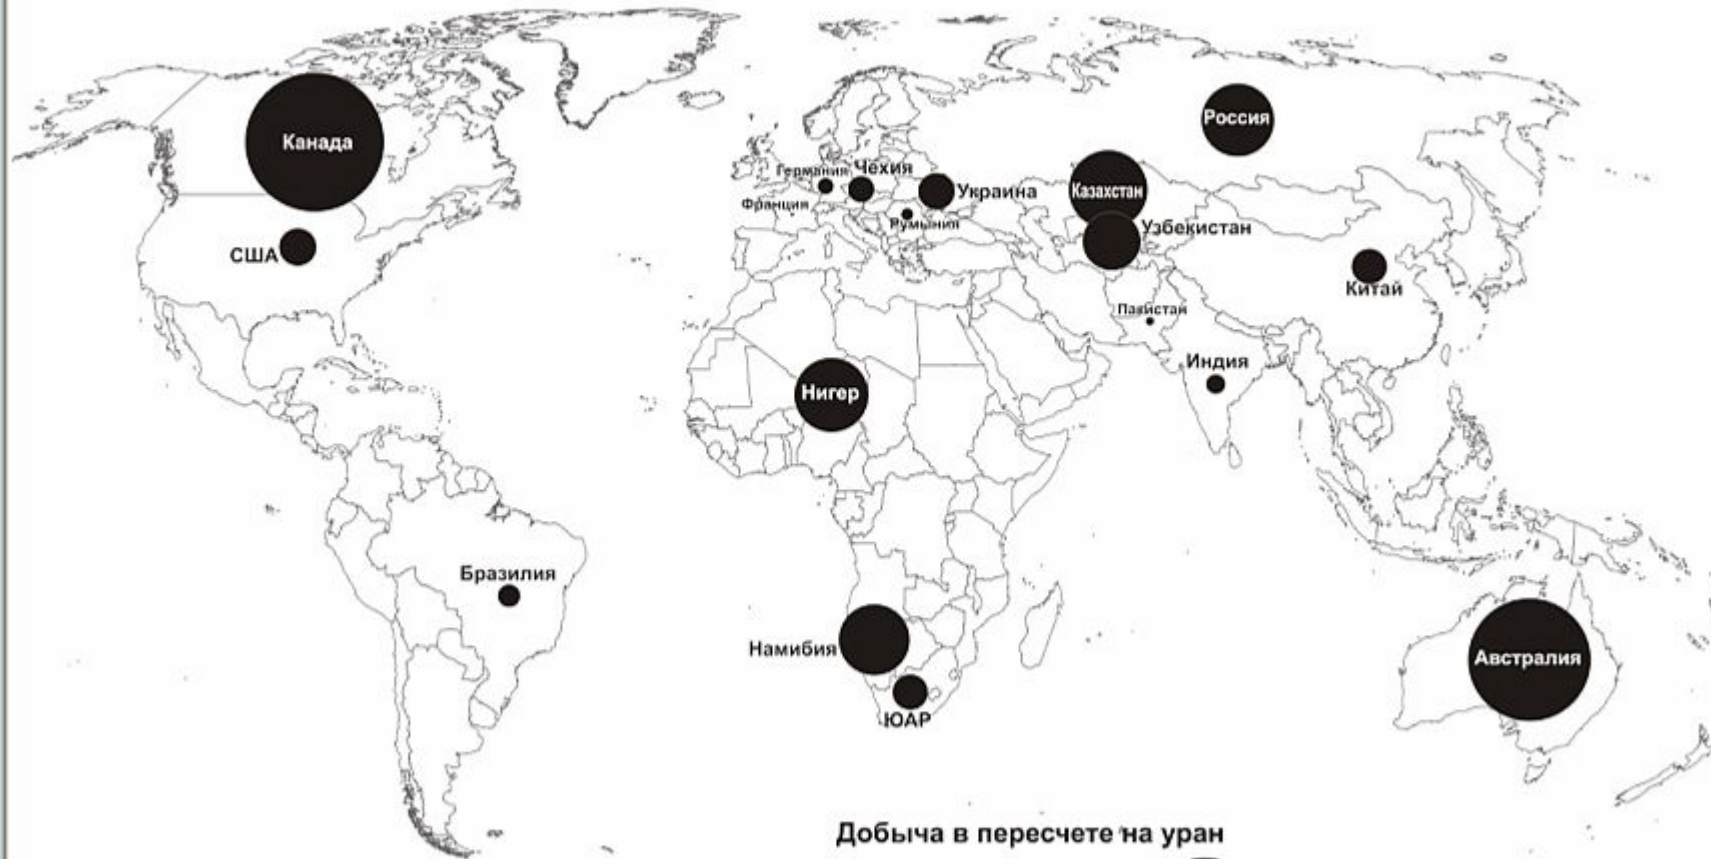 Канада
Россия
Германия
Чехия
Казахстан
Украина
Франция
Румыния
Узбекистан
США
Китай
Пакистан
Индия
Нигер
Бразилия
Намибия
Австралия
ЮАР
Добыча в пересчете на уран